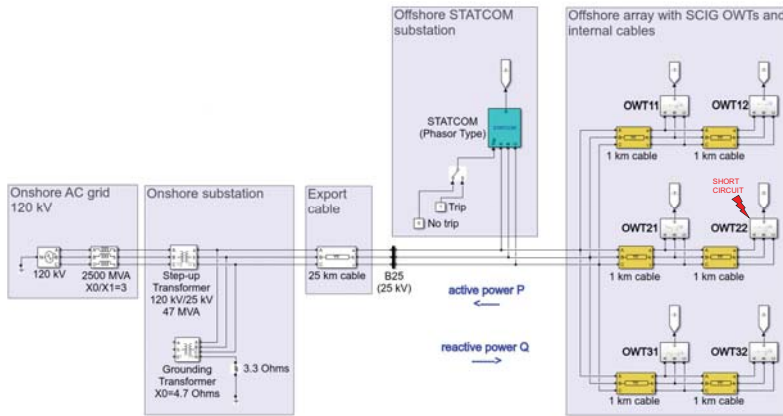 Offshore STATCOM
substation
Offshore array with SCIG OWTs and
internal cables
STATCOM
(Phasor Type)
STATCOM
Trip
No trip
OWT11
OWT12
1 km cable
1 km cable
Onshore AC grid
120 kV
Onshore substation
Export
cable
120 kV
2500 MVA
X0/X1=3
Step-up
Transformer
120 kV/25 kV
47 MVA
Grounding
Transformer
X0=4.7 Ohms
3.3 Ohms
25 km cable
B25
(25 kV)
active power P
reactive power Q
SHORT
CIRCUIT
OWT21
OWT22
1 km cable
1 km cable
OWT31
OWT32
1 km cable
1 km cable